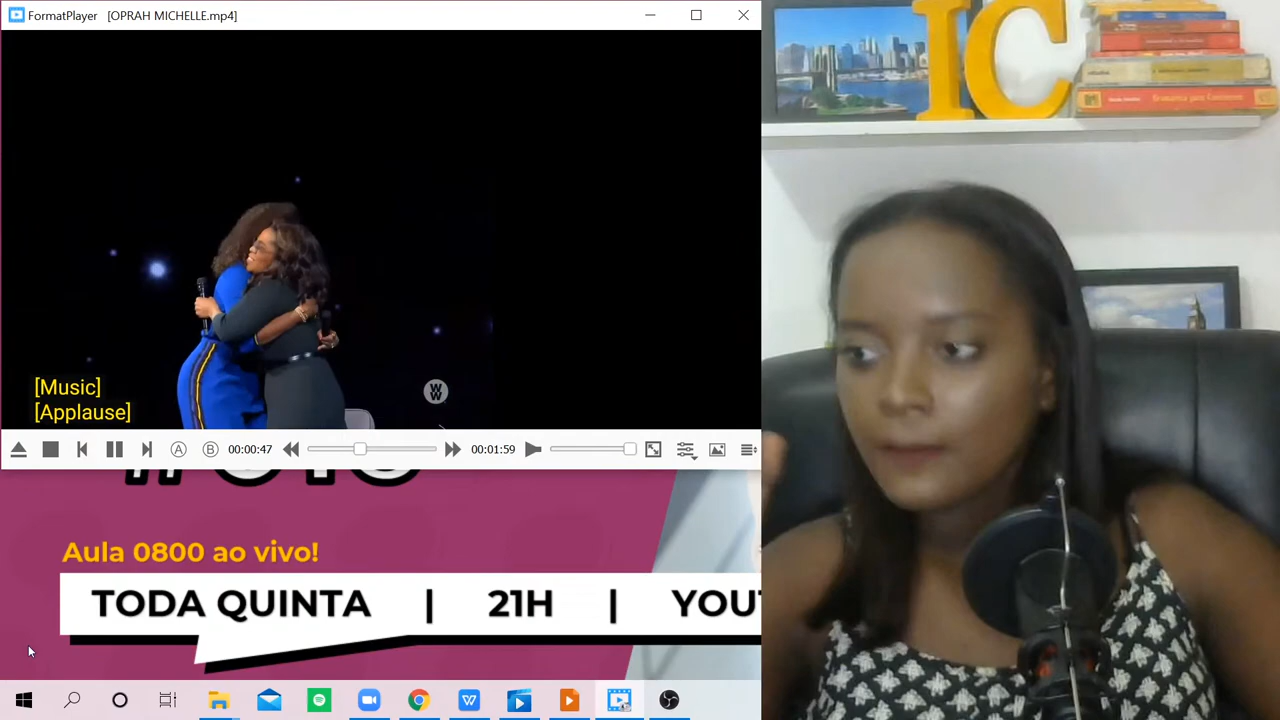 FormatPlayer [OPRAH MICHELLE.mp4]
IC
[Music]
[Applause]
W
W
A
B
00:00:47
00:01:59
Aula 0800 ao vivo!
TODA QUINTA | 21H |